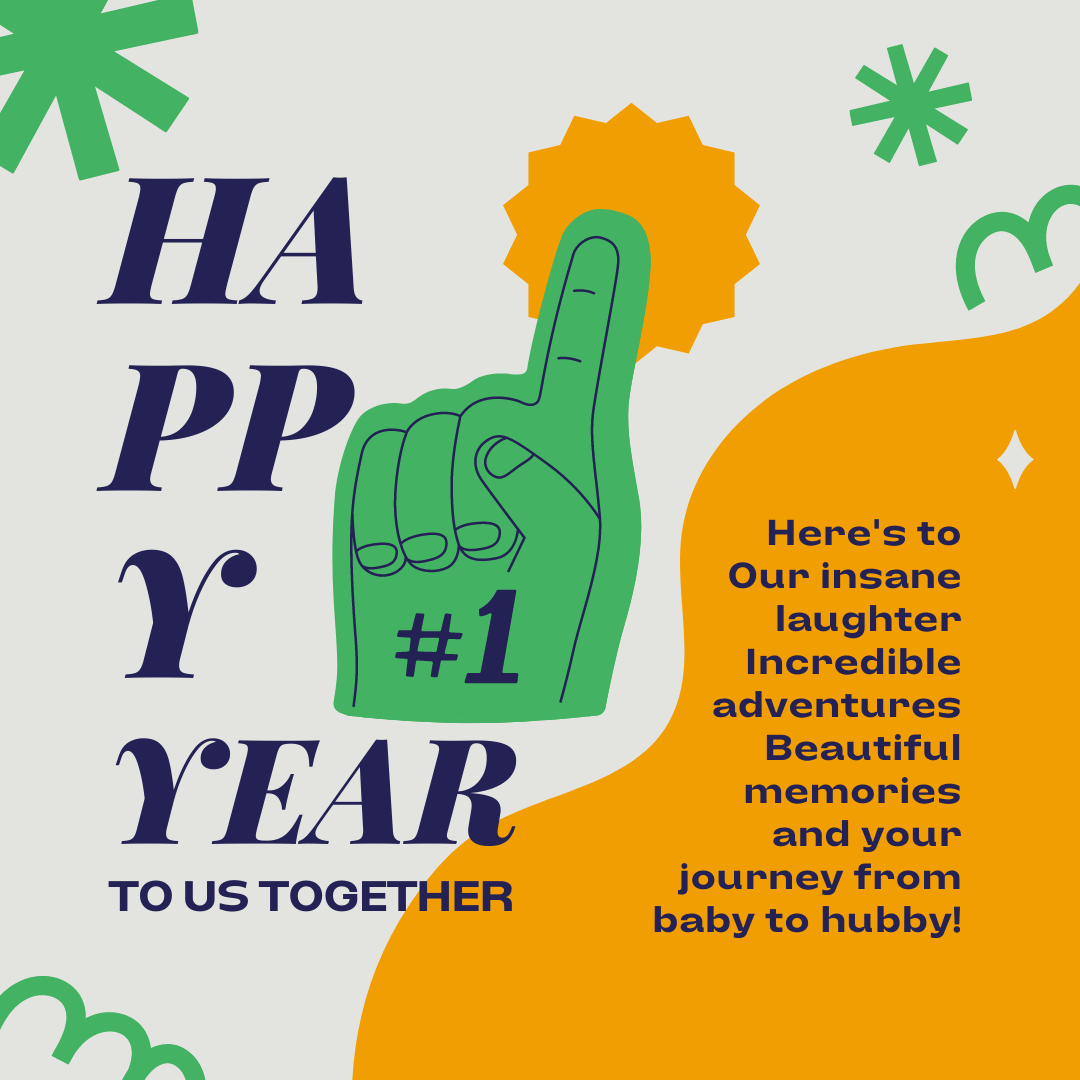 HA
PP
Y
YEAR
TO US TOGETHER
#1
Here's to
Our insane
laughter
Incredible
adventures
Beautiful
memories
and your
journey from
baby to hubby!